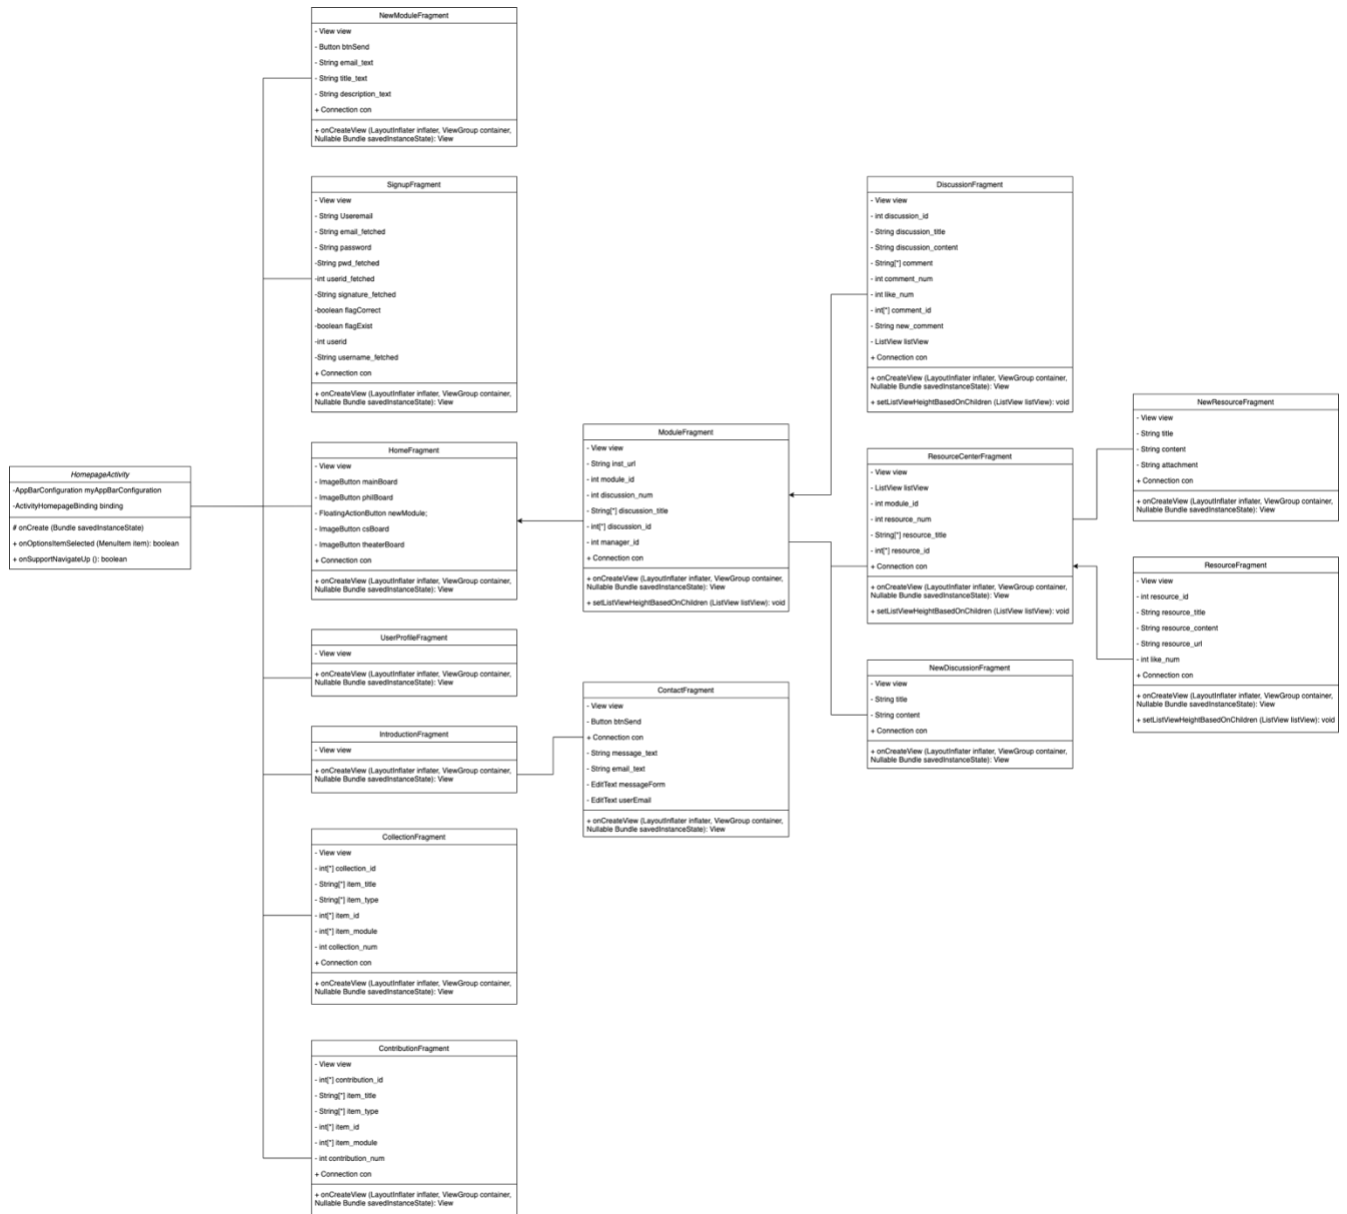 NewModuleFragment
- View view
- Button btnSend
- String email_text
- String title_text
- String description_text
+ Connection con
+ onCreateView (LayoutInflater inflater, ViewGroup container,
Nullable Bundle savedInstanceState): View
SignupFragment
- View view
- String Useremail
- String email_fetched
- String password
-String pwd_fetched
-int userid_fetched
-String signature_fetched
-boolean flagCorrect
-boolean flagExist
-int userid
-String username_fetched
+ Connection con
+ onCreateView (LayoutInflater inflater, ViewGroup container,
Nullable Bundle savedInstanceState): View
HomepageActivity
-AppBarConfiguration myAppBarConfiguration
-ActivityHomepageBinding binding
# onCreate (Bundle savedInstanceState)
+ onOptionsItemSelected (MenuItem item): boolean
+ onSupportNavigateUp (): boolean
HomeFragment
- View view
- ImageButton mainBoard
- ImageButton philBoard
- FloatingActionButton newModule;
- ImageButton csBoard
- ImageButton theaterBoard
+ Connection con
+ onCreateView (LayoutInflater inflater, ViewGroup container,
Nullable Bundle savedInstanceState): View
UserProfileFragment
- View view
+ onCreateView (LayoutInflater inflater, ViewGroup container,
Nullable Bundle savedInstanceState): View
IntroductionFragment
- View view
+ onCreateView (LayoutInflater inflater, ViewGroup container,
Nullable Bundle savedInstanceState): View
CollectionFragment
- View view
- int[*] collection_id
- String[*] item_title
- String[*] item_type
- int[*] item_id
- int[*] item_module
- int collection_num
+ Connection con
+ onCreateView (LayoutInflater inflater, ViewGroup container,
Nullable Bundle savedInstanceState): View
ContributionFragment
- View view
- int[*] contribution_id
- String[*] item_title
- String[*] item_type
- int[*] item_id
- int[*] item_module
- int contribution_num
+ Connection con
+ onCreateView (LayoutInflater inflater, ViewGroup container,
Nullable Bundle savedInstanceState): View
ModuleFragment
- View view
- String inst_url
- int module_id
- int discussion_num
- String[*] discussion_title
- int[*] discussion_id
- int manager_id
+ Connection con
+ onCreateView (LayoutInflater inflater, ViewGroup container,
Nullable Bundle savedInstanceState): View
+ setListViewHeightBasedOnChildren (ListView listView): void
ContactFragment
- View view
- Button btnSend
+ Connection con
- String message_text
- String email_text
- EditText messageForm
- EditText userEmail
+ onCreateView (LayoutInflater inflater, ViewGroup container,
Nullable Bundle savedInstanceState): View
DiscussionFragment
- View view
- int discussion_id
- String discussion_title
- String discussion_content
- String[*] comment
- int comment_num
- int like_num
- int[*] comment_id
- String new_comment
- ListView listView
+ Connection con
+ onCreateView (LayoutInflater inflater, ViewGroup container,
Nullable Bundle savedInstanceState): View
+ setListViewHeightBasedOnChildren (ListView listView): void
ResourceCenterFragment
- View view
- ListView listView
- int module_id
- int resource_num
- String[*] resource_title
- int[*] resource_id
+ Connection con
+ onCreateView (LayoutInflater inflater, ViewGroup container,
Nullable Bundle savedInstanceState): View
+ setListViewHeightBasedOnChildren (ListView listView): void
NewDiscussionFragment
- View view
- String title
- String content
+ Connection con
+ onCreateView (LayoutInflater inflater, ViewGroup container,
Nullable Bundle savedInstanceState): View
NewResourceFragment
- View view
- String title
- String content
- String attachment
+ Connection con
+ onCreateView (LayoutInflater inflater, ViewGroup container,
Nullable Bundle savedInstanceState): View
ResourceFragment
- View view
- int resource_id
- String resource_title
- String resource_content
- String resource_url
- int like_num
+ Connection con
+ onCreateView (LayoutInflater inflater, ViewGroup container,
Nullable Bundle savedInstanceState): View
+ setListViewHeightBasedOnChildren (ListView listView): void